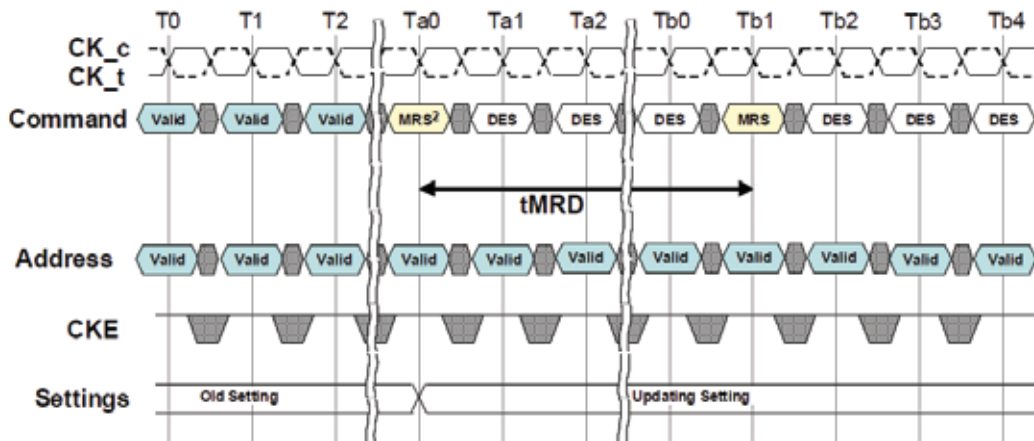 T0 T1 T2 Ta0 Ta1 Ta2 Tb0 Tb1 Tb2 Tb3 Tb4
CK_c
CK_t
Command Valid Valid Valid MRS² DES DES DES MRS DES DES DES
tMRD
Address Valid Valid Valid Valid Valid Valid Valid Valid Valid Valid Valid
CKE
Settings Old Setting Updating Setting